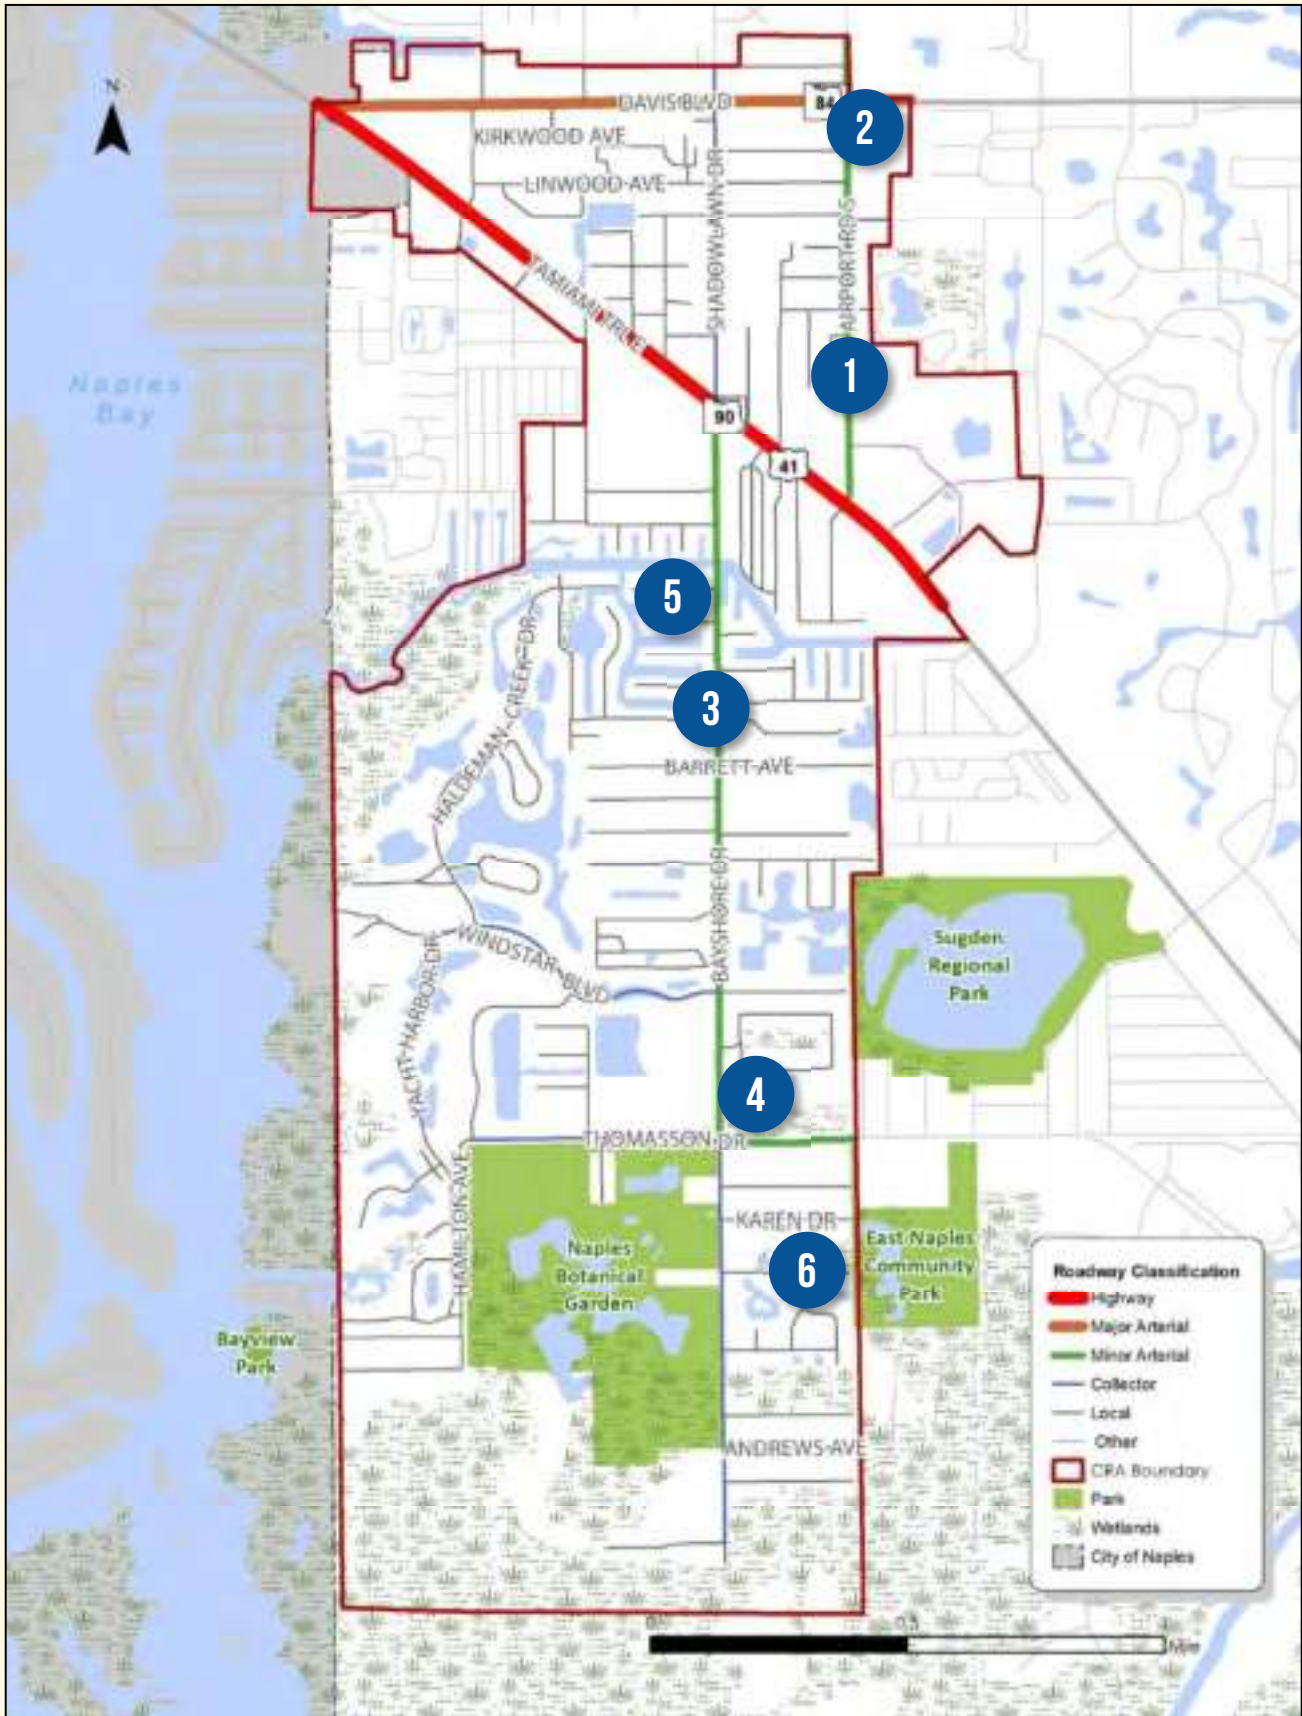 N
DAVIS BLVD
84
2
KIRKWOOD AVE
LINWOOD-AVE
SHADOWLAWN-DR
AIRPORT-RD-S
TAMIAMI-TRL-E
1
Naples
Bay
90
41
5
HALDEMAN-CREEK-DR
3
BARRETT-AVE
BAYSHORE-DR
WINDSTAR-BLVD
YACHT-HARBOR-DR
Sugden
Regional
Park
4
THOMASSON-DR
HAMILTON-AVE
KAREN DR
Naples
Botanical
Garden
6
East Naples
Community
Park
Bayview
Park
ANDREWS-AVE
Roadway Classification
Highway
Major Arterial
Minor Arterial
Collector
Local
Other
CRA Boundary
Park
Wetlands
City of Naples
0.5
Mile